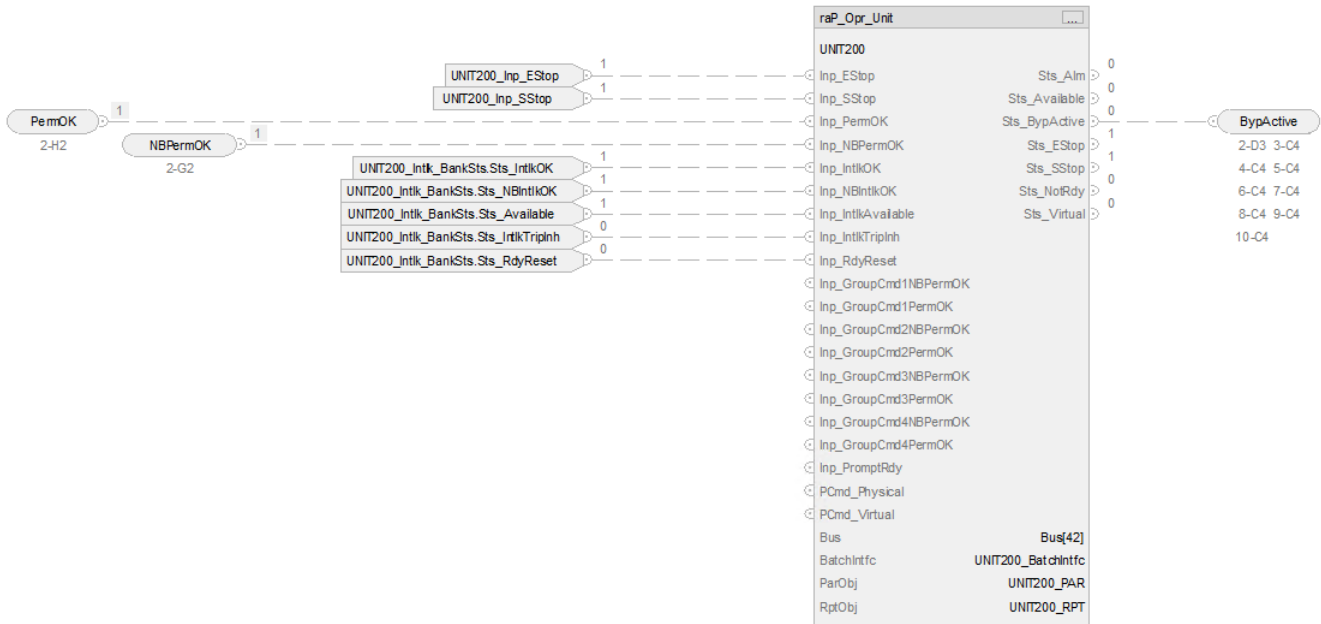 raP_Opr_Unit
...
UNIT200
UNIT200_Inp_EStop 1 Inp_EStop Sts_Alm 0
UNIT200_Inp_SStop 1 Inp_SStop Sts_Available 0
PermOK 1 Inp_PermOK Sts_BypActive 0 BypActive
2-H2
NBPermOK 1 Inp_NBPermOK Sts_EStop 1 2-D3 3-C4
2-G2
UNIT200_Intlk_BankSts.Sts_IntlkOK 1 Inp_IntlkOK Sts_SStop 1 4-C4 5-C4
UNIT200_Intlk_BankSts.Sts_NBIntlkOK 1 Inp_NBIntlkOK Sts_NotRdy 0 6-C4 7-C4
UNIT200_Intlk_BankSts.Sts_Available 1 Inp_IntlkAvailable Sts_Virtual 0 8-C4 9-C4
UNIT200_Intlk_BankSts.Sts_IntlkTripInh 0 Inp_IntlkTripInh 10-C4
UNIT200_Intlk_BankSts.Sts_RdyReset 0 Inp_RdyReset
Inp_GroupCmd1NBPermOK
Inp_GroupCmd1PermOK
Inp_GroupCmd2NBPermOK
Inp_GroupCmd2PermOK
Inp_GroupCmd3NBPermOK
Inp_GroupCmd3PermOK
Inp_GroupCmd4NBPermOK
Inp_GroupCmd4PermOK
Inp_PromptRdy
PCmd_Physical
PCmd_Virtual
Bus Bus[42]
BatchIntfc UNIT200_BatchIntfc
ParObj UNIT200_PAR
RptObj UNIT200_RPT